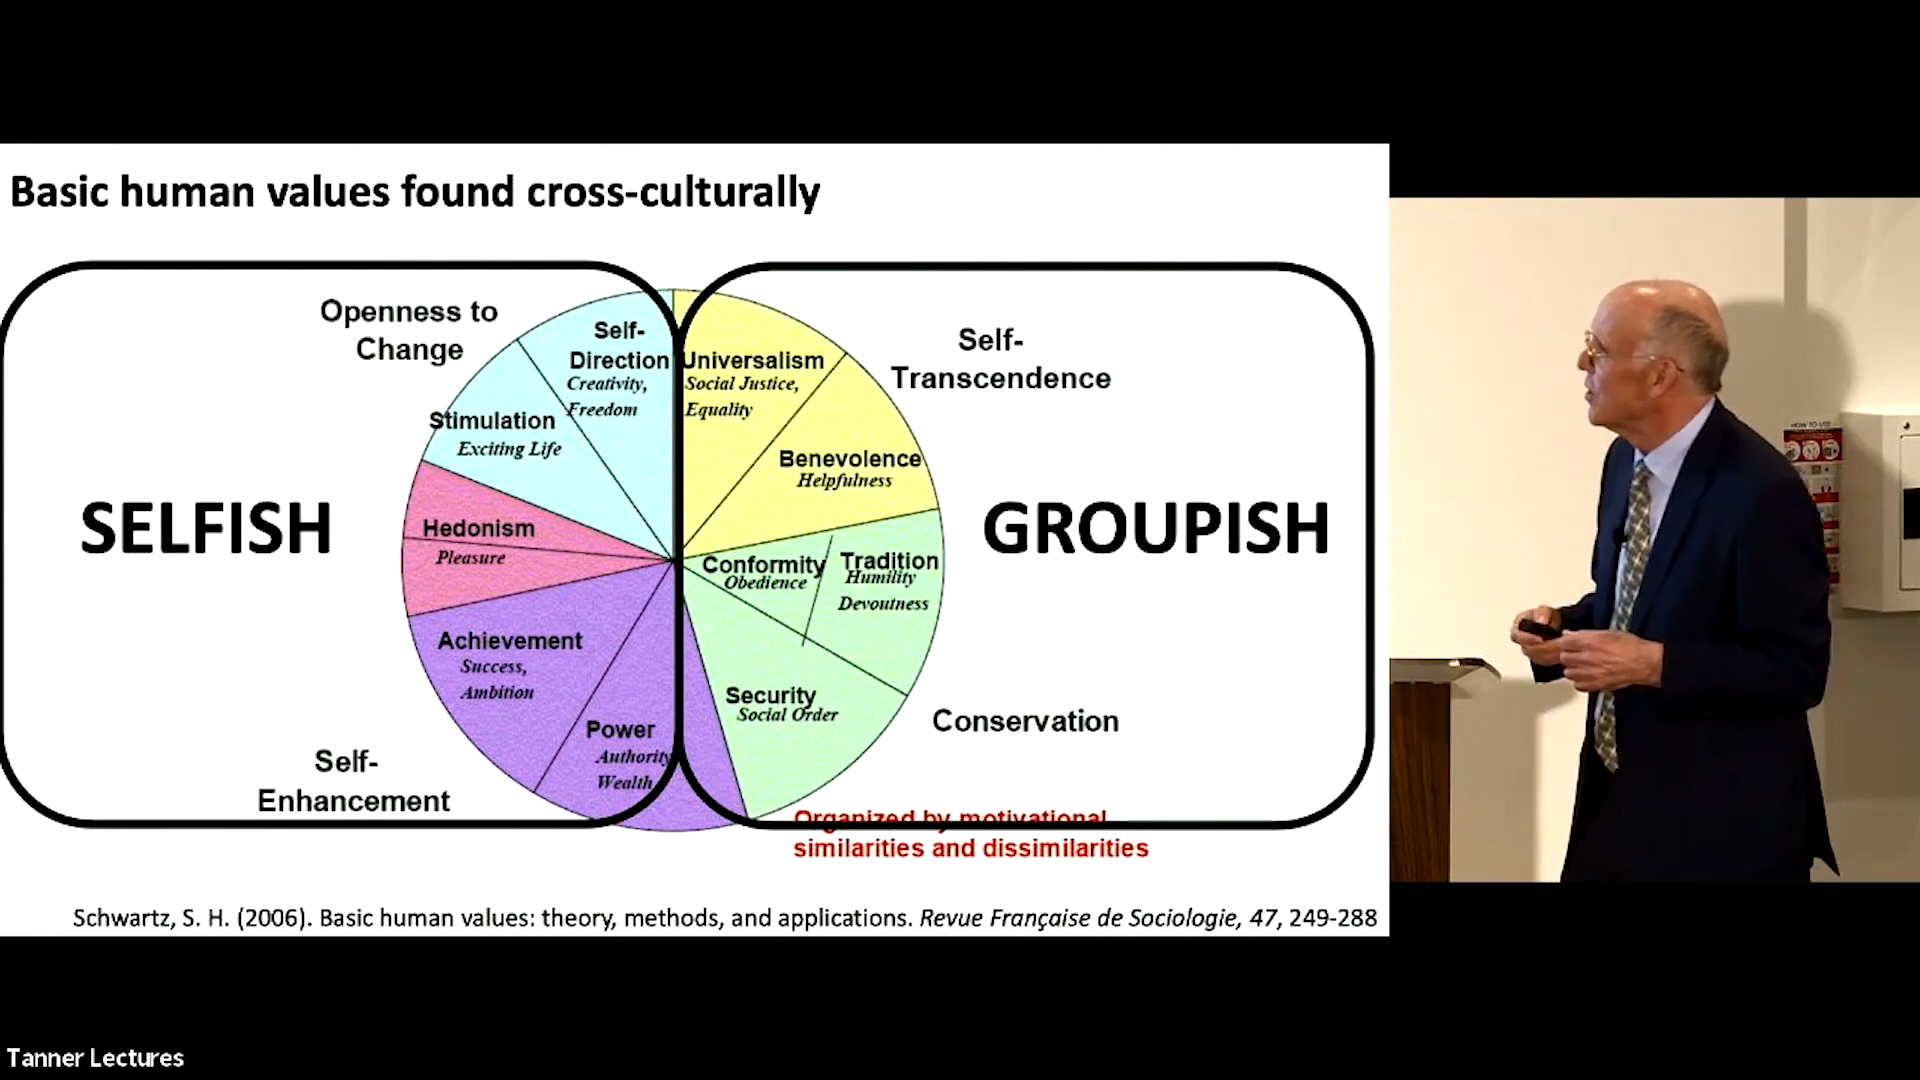 Basic human values found cross-culturally
Openness to
Change
Self-
Direction
Creativity,
Freedom
Universalism
Social Justice,
Equality
Self-
Transcendence
Stimulation
Exciting Life
Benevolence
Helpfulness
SELFISH
GROUPISH
Hedonism
Pleasure
Conformity
Obedience
Tradition
Humility
Devoutness
Achievement
Success,
Ambition
Security
Social Order
Power
Authority
Wealth
Conservation
Self-
Enhancement
Organized by motivational
similarities and dissimilarities
Schwartz, S. H. (2006). Basic human values: theory, methods, and applications. Revue Française de Sociologie, 47, 249-288
HOW TO USE
Tanner Lectures